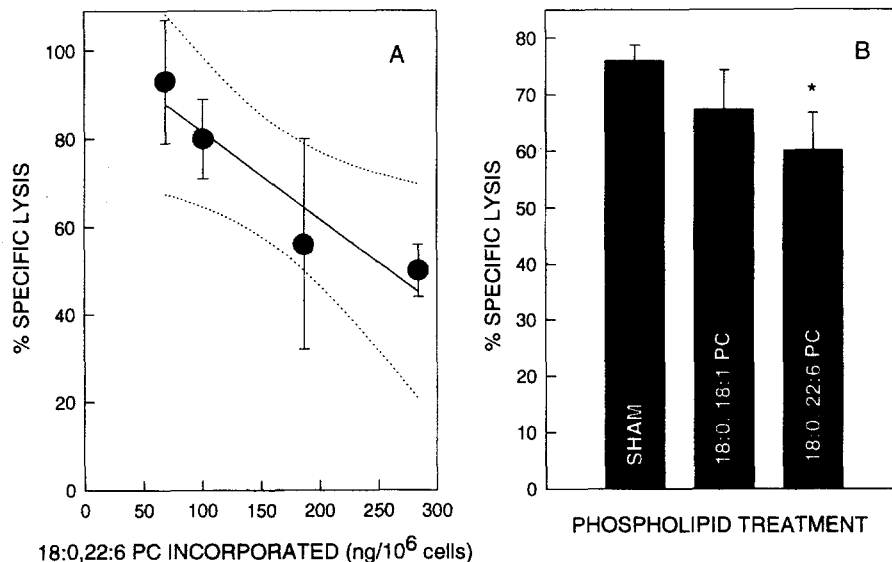 A
% SPECIFIC LYSIS
100
80
60
40
20
0
0 50 100 150 200 250 300
18:0,22:6 PC INCORPORATED (ng/10⁶ cells)
B
% SPECIFIC LYSIS
80
70
60
50
40
30
20
10
0
*
SHAM
18:0, 18:1 PC
18:0, 22:6 PC
PHOSPHOLIPID TREATMENT